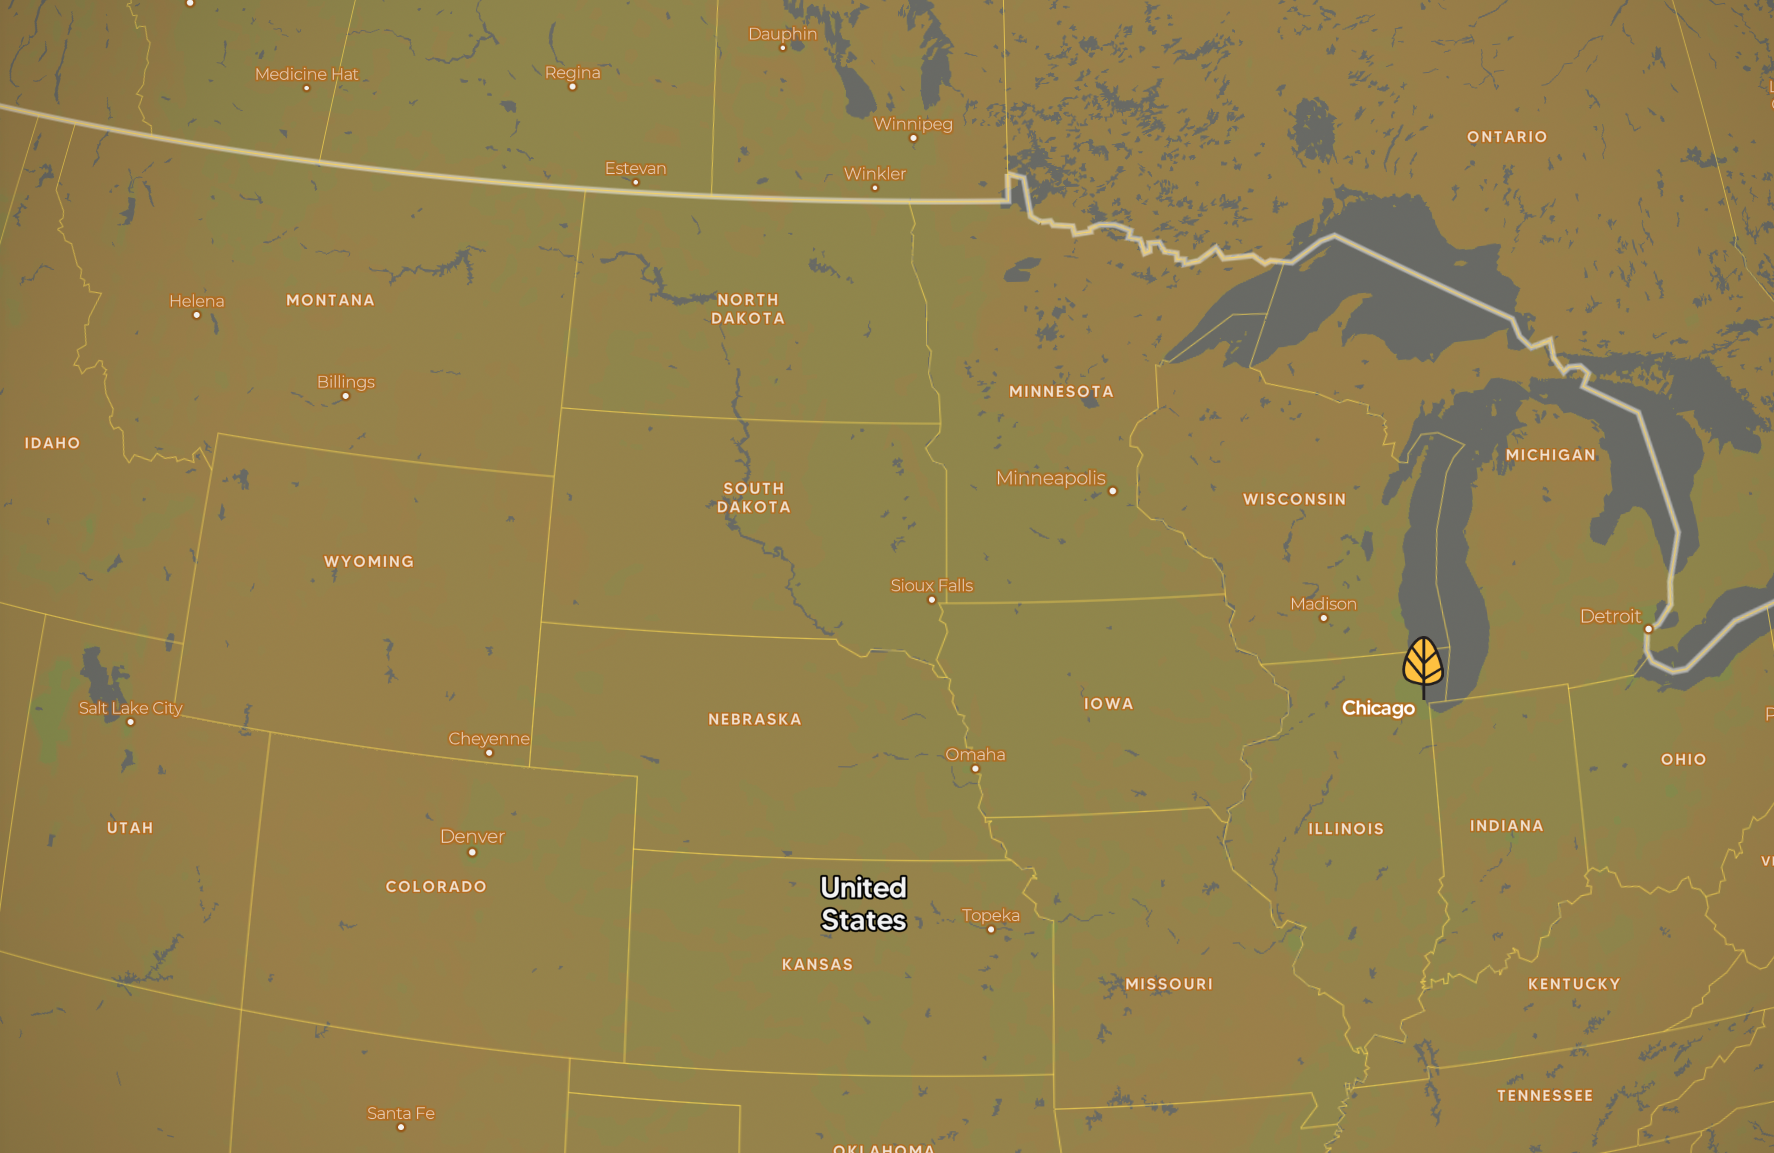 Dauphin
Medicine Hat
Regina
Winnipeg
ONTARIO
Estevan
Winkler
Helena
MONTANA
NORTH
DAKOTA
Billings
MINNESOTA
IDAHO
MICHIGAN
Minneapolis
SOUTH
DAKOTA
WISCONSIN
WYOMING
Sioux Falls
Madison
Detroit
Salt Lake City
Chicago
IOWA
NEBRASKA
Cheyenne
Omaha
OHIO
UTAH
Denver
ILLINOIS
INDIANA
COLORADO
United
States
Topeka
KANSAS
MISSOURI
KENTUCKY
TENNESSEE
Santa Fe
OKLAHOMA